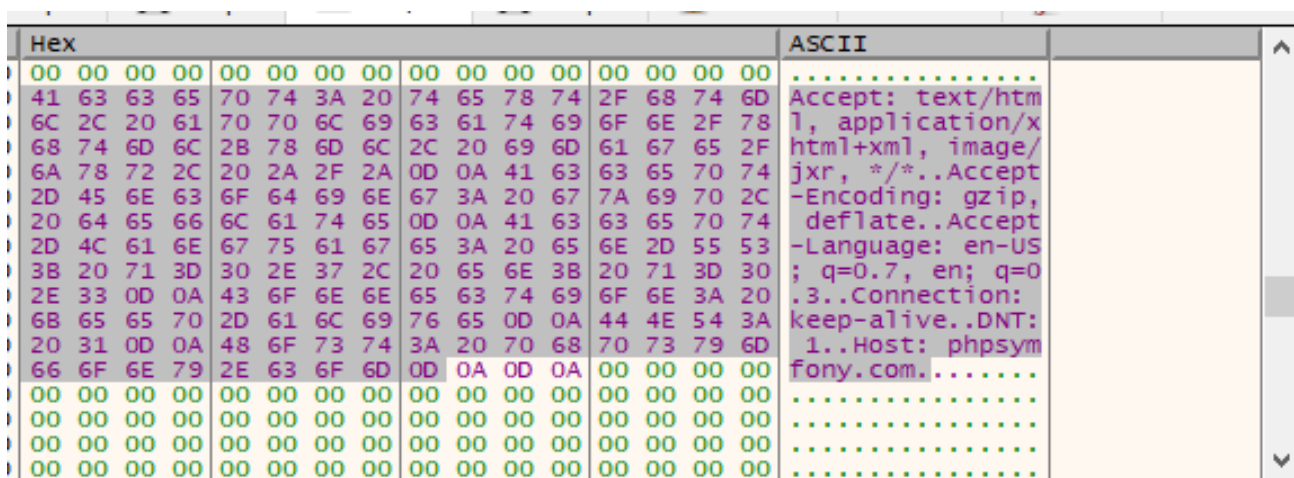 Hex ASCII
00 00 00 00 00 00 00 00 00 00 00 00 00 00 00 00 ................
41 63 63 65 70 74 3A 20 74 65 78 74 2F 68 74 6D Accept: text/htm
6C 2C 20 61 70 70 6C 69 63 61 74 69 6F 6E 2F 78 l, application/x
68 74 6D 6C 2B 78 6D 6C 2C 20 69 6D 61 67 65 2F html+xml, image/
6A 78 72 2C 20 2A 2F 2A 0D 0A 41 63 63 65 70 74 jxr, */*..Accept
2D 45 6E 63 6F 64 69 6E 67 3A 20 67 7A 69 70 2C -Encoding: gzip,
20 64 65 66 6C 61 74 65 0D 0A 41 63 63 65 70 74  deflate..Accept
2D 4C 61 6E 67 75 61 67 65 3A 20 65 6E 2D 55 53 -Language: en-US
3B 20 71 3D 30 2E 37 2C 20 65 6E 3B 20 71 3D 30 ; q=0.7, en; q=0
2E 33 0D 0A 43 6F 6E 6E 65 63 74 69 6F 6E 3A 20 .3..Connection: 
6B 65 65 70 2D 61 6C 69 76 65 0D 0A 44 4E 54 3A keep-alive..DNT:
20 31 0D 0A 48 6F 73 74 3A 20 70 68 70 73 79 6D  1..Host: phpsym
66 6F 6E 79 2E 63 6F 6D 0D 0A 0D 0A 00 00 00 00 fony.com........
00 00 00 00 00 00 00 00 00 00 00 00 00 00 00 00 ................
00 00 00 00 00 00 00 00 00 00 00 00 00 00 00 00 ................
00 00 00 00 00 00 00 00 00 00 00 00 00 00 00 00 ................
00 00 00 00 00 00 00 00 00 00 00 00 00 00 00 00 ................